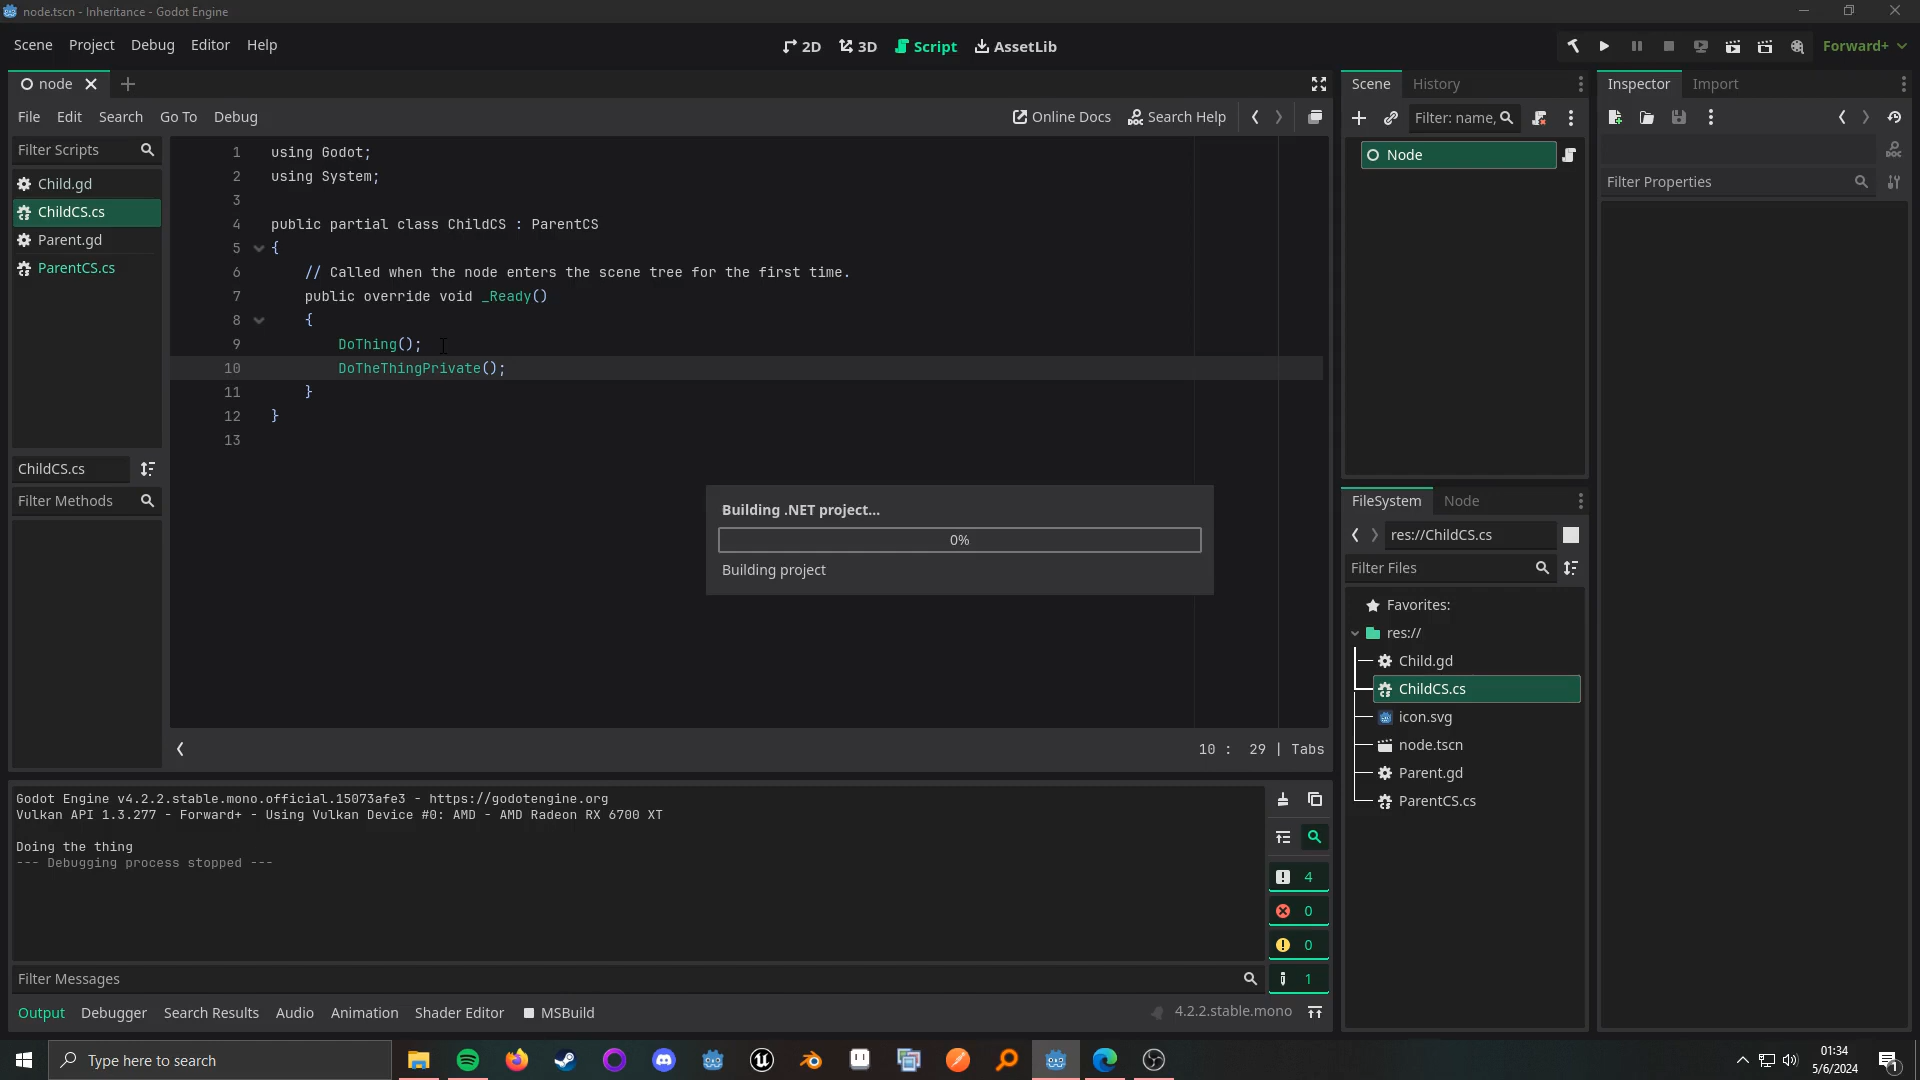 node.tscn - Inheritance - Godot Engine
Scene Project Debug Editor Help
2D 3D Script AssetLib
Forward+
node
File Edit Search Go To Debug
Online Docs Search Help
Filter Scripts
Child.gd
ChildCS.cs
Parent.gd
ParentCS.cs
ChildCS.cs
Filter Methods
1 using Godot;
2 using System;
3
4 public partial class ChildCS : ParentCS
5 {
6 // Called when the node enters the scene tree for the first time.
7 public override void _Ready()
8 {
9 DoThing();
10 DoTheThingPrivate();
11 }
12 }
13
Building .NET project...
0%
Building project
10 : 29 | Tabs
Godot Engine v4.2.2.stable.mono.official.15073afe3 - https://godotengine.org
Vulkan API 1.3.277 - Forward+ - Using Vulkan Device #0: AMD - AMD Radeon RX 6700 XT
Doing the thing
--- Debugging process stopped ---
4
0
0
1
Filter Messages
Output Debugger Search Results Audio Animation Shader Editor MSBuild
4.2.2.stable.mono
Scene History
Filter: name,
Node
FileSystem Node
res://ChildCS.cs
Filter Files
Favorites:
res://
Child.gd
ChildCS.cs
icon.svg
node.tscn
Parent.gd
ParentCS.cs
Inspector Import
Filter Properties
Type here to search
01:34
5/6/2024
1